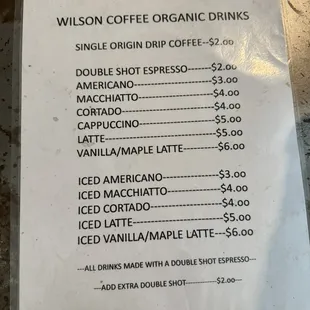 WILSON COFFEE ORGANIC DRINKS
SINGLE ORIGIN DRIP COFFEE--$2.00
DOUBLE SHOT ESPRESSO-------$2.00
AMERICANO----------------------$3.00
MACCHIATTO--------------------$4.00
CORTADO------------------------$4.00
CAPPUCCINO--------------------$5.00
LATTE----------------------------$5.00
VANILLA/MAPLE LATTE---------$6.00
ICED AMERICANO----------------$3.00
ICED MACCHIATO---------------$4.00
ICED CORTADO------------------$4.00
ICED LATTE----------------------$5.00
ICED VANILLA/MAPLE LATTE---$6.00
---ALL DRINKS MADE WITH A DOUBLE SHOT ESPRESSO---
---ADD EXTRA DOUBLE SHOT-------------$2.00---